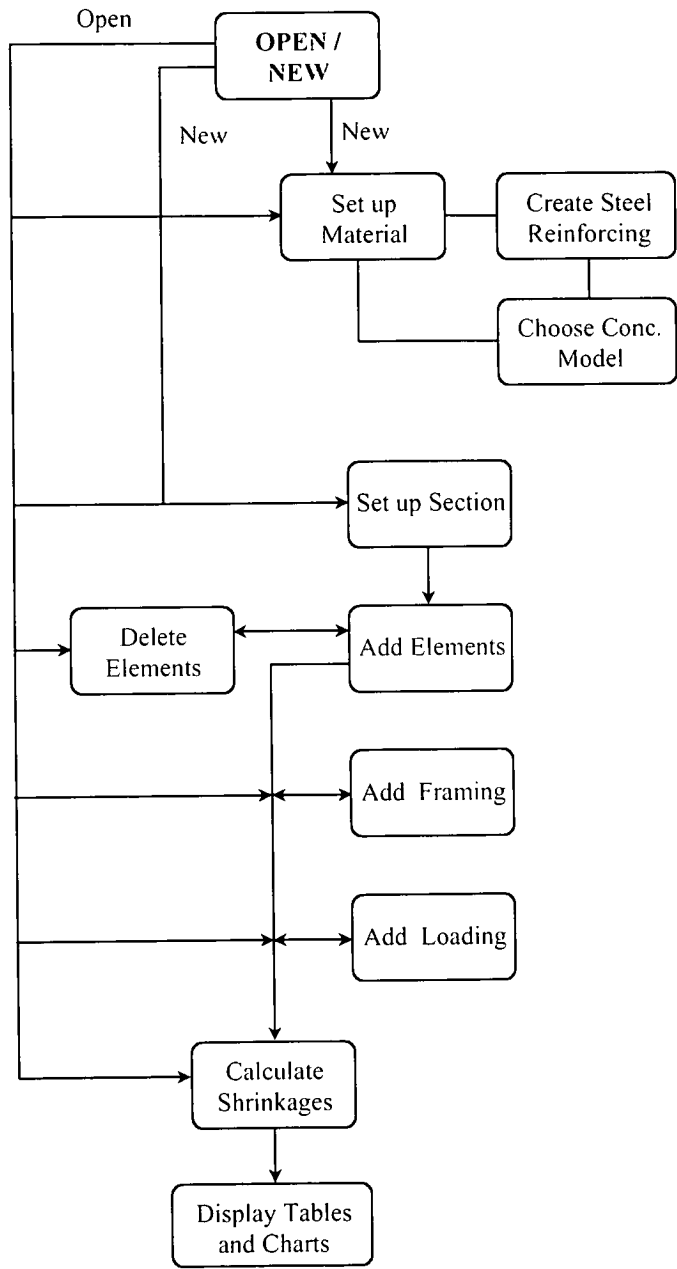 Open
OPEN /
NEW
New
New
Set up
Material
Create Steel
Reinforcing
Choose Conc.
Model
Set up Section
Delete
Elements
Add Elements
Add Framing
Add Loading
Calculate
Shrinkages
Display Tables
and Charts